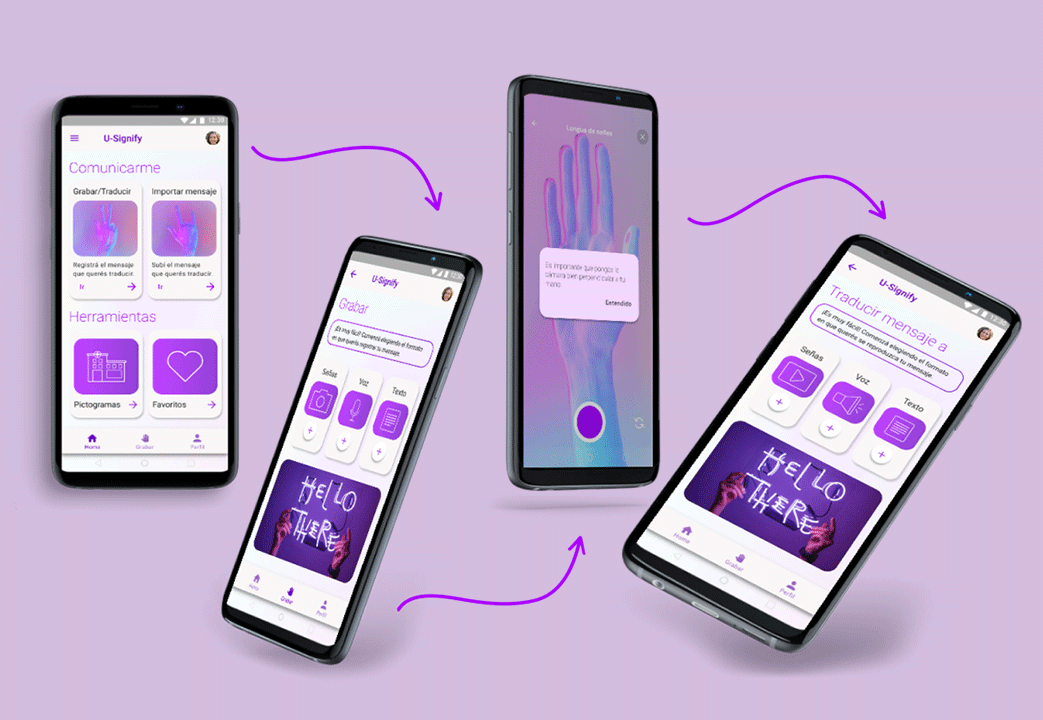 12:30
U-Signify
Comunicarme
Grabar/Traducir
Importar mensaje
Registrá el mensaje
que querés traducir.
Subí el mensaje
que querés traducir.
Ir
Ir
Herramientas
Pictogramas
Favoritos
Home
Grabar
Perfil
U-Signify
Grabar
¡Es muy fácil! Comenzá eligiendo el formato
en que querés registrar tu mensaje.
Señas
Voz
Texto
HELLO
THERE
Home
Grabar
Perfil
Lengua de señas
Es importante que pongas la
cámara bien perpendicular a tu
mano.
Entendido
U-Signify
Traducir mensaje a
¡Es muy fácil! Comenzá eligiendo el formato
en que querés se reproduzca tu mensaje
Señas
Voz
Texto
HELLO
THERE
Home
Grabar
Perfil